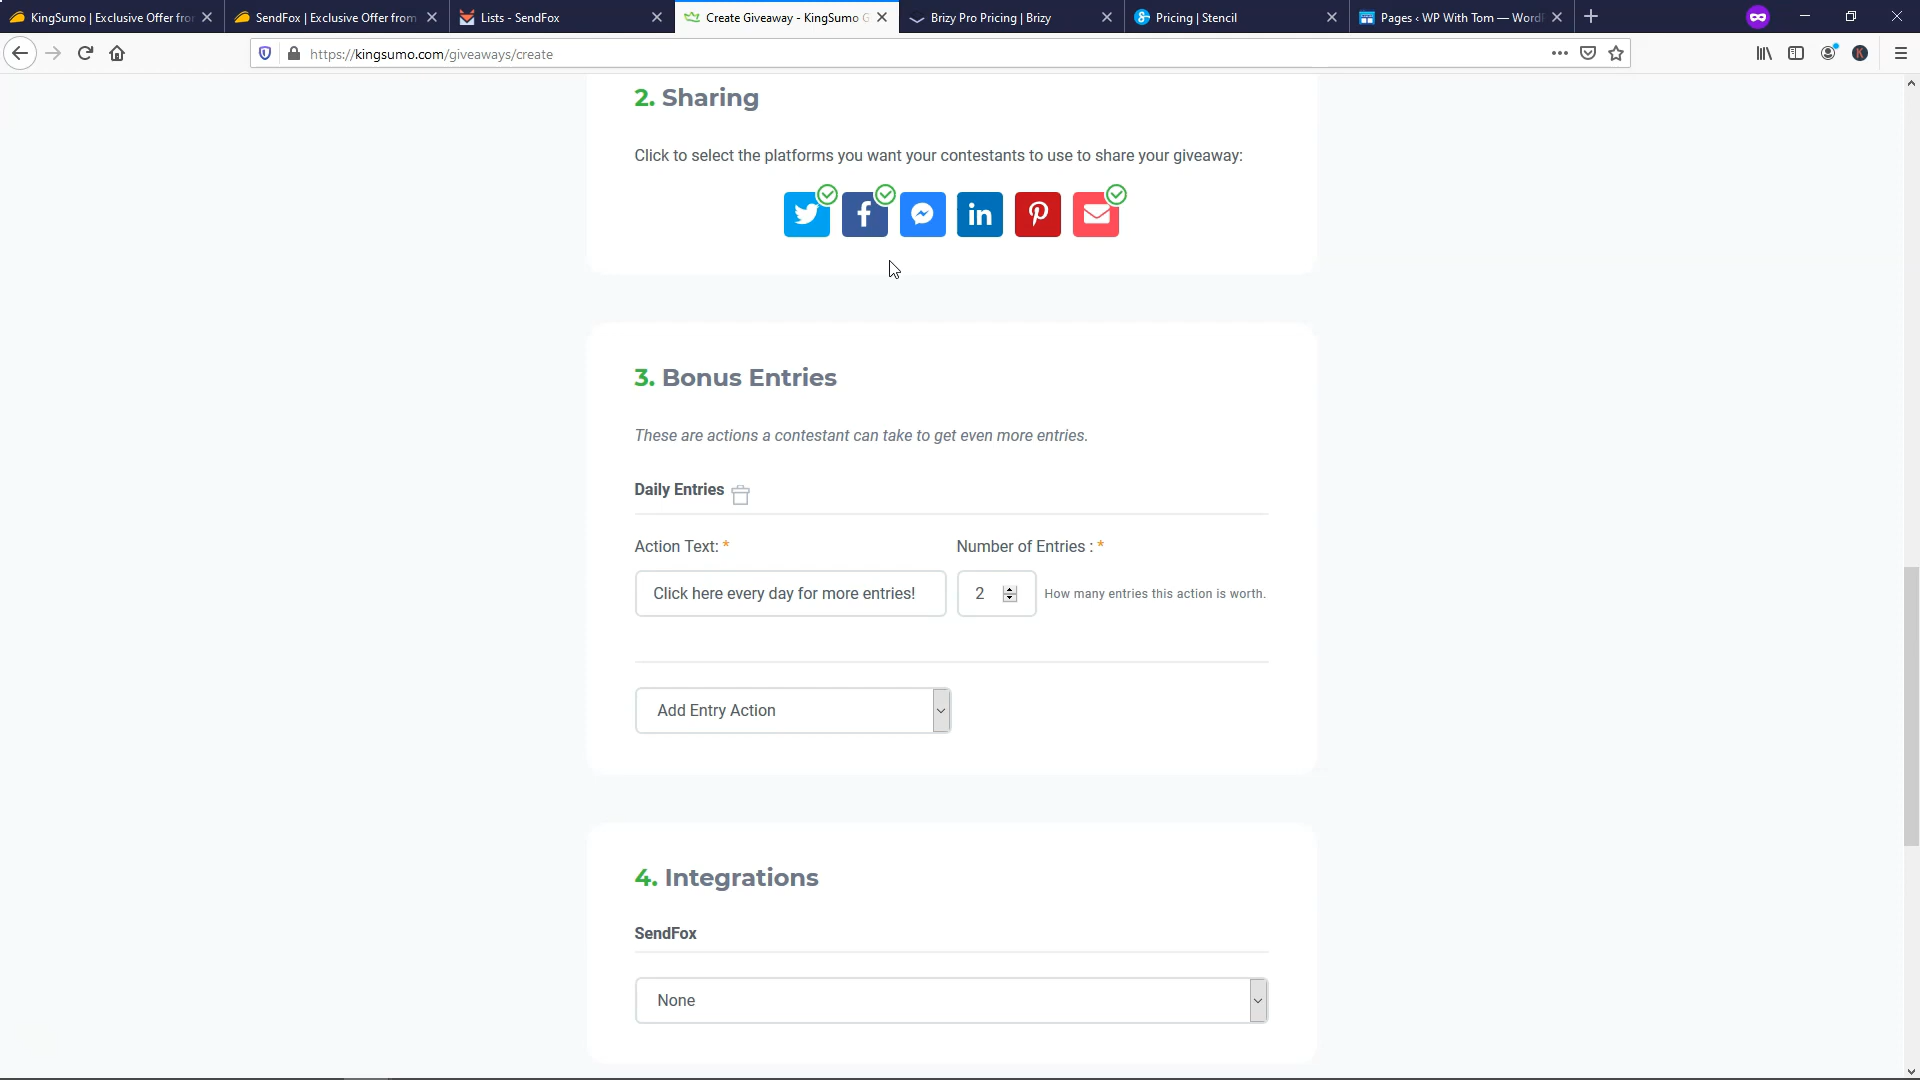 KingSumo | Exclusive Offer fro
SendFox | Exclusive Offer from
Lists - SendFox
Create Giveaway - KingSumo G
Brizy Pro Pricing | Brizy
Pricing | Stencil
Pages ‹ WP With Tom — WordP
https://kingsumo.com/giveaways/create
K
2. Sharing
Click to select the platforms you want your contestants to use to share your giveaway:
3. Bonus Entries
These are actions a contestant can take to get even more entries.
Daily Entries
Action Text: *
Number of Entries : *
Click here every day for more entries!
2
How many entries this action is worth.
Add Entry Action
4. Integrations
SendFox
None